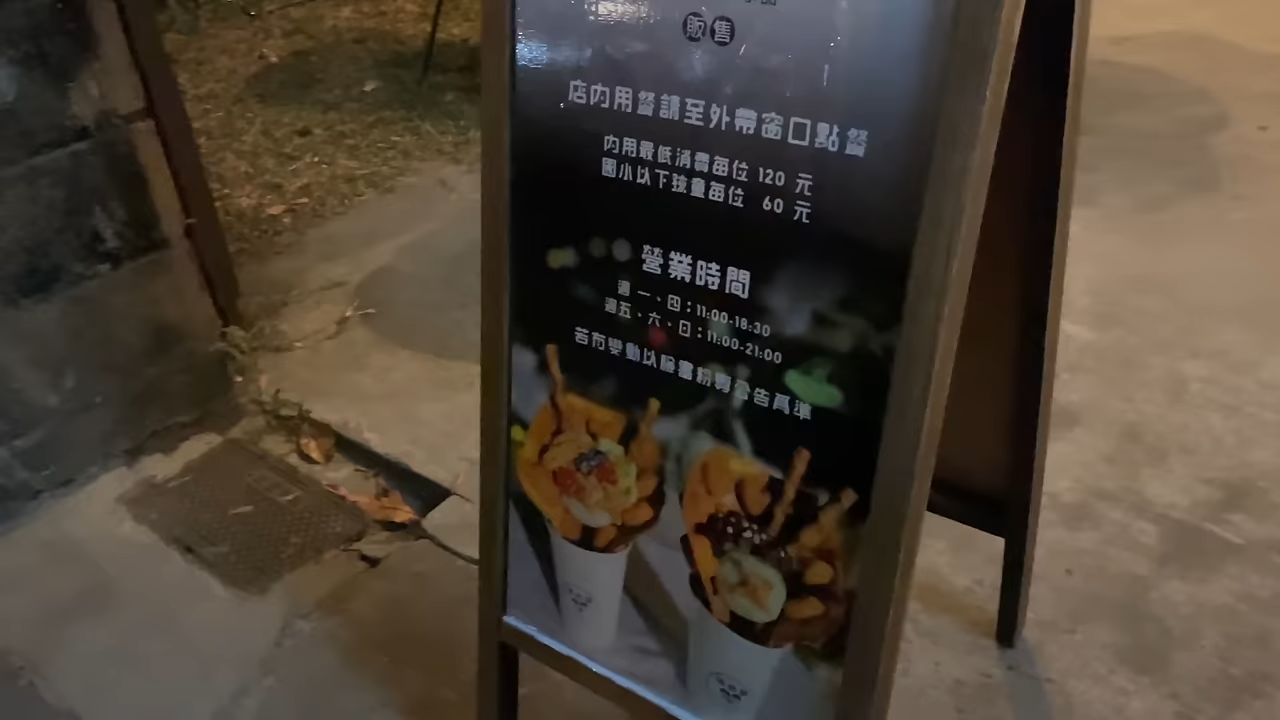 販售
店內用餐請至外帶窗口點餐
內用最低消費每位 120 元
國小以下孩童每位 60 元
營業時間
週 一、四：11:00-18:30
週五、六、日：11:00-21:00
若有變動以臉書粉專公告為準